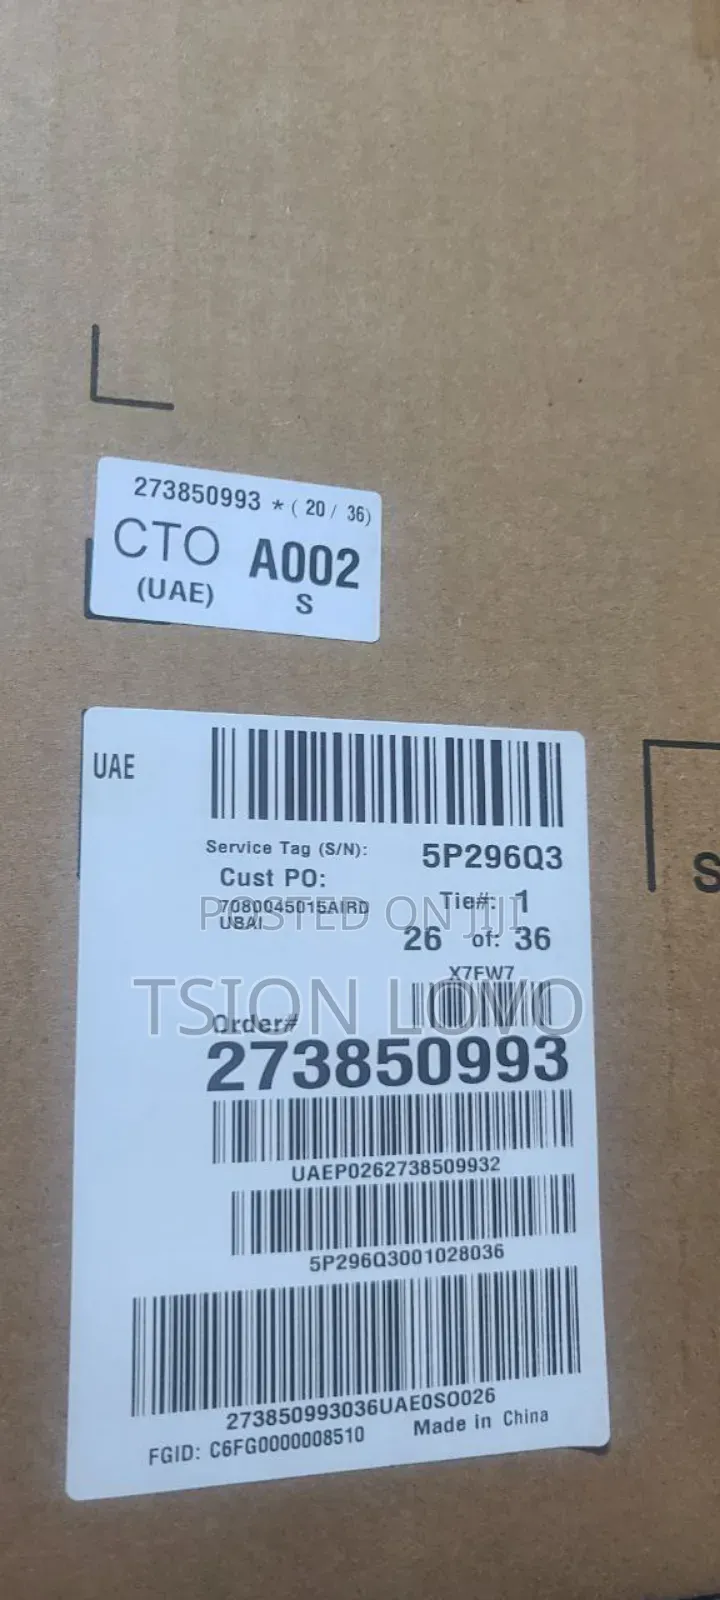 273850993 * ( 20 / 36)
CTO A002
(UAE) S
UAE
Service Tag (S/N): 5P296Q3
Cust PO:
7080045015AIRD Tie#: 1
UBAI
26 of: 36
POSTED ON JIJI
X7FW7
TSION LOVO
Order#
273850993
UAEP0262738509932
5P296Q3001028036
273850993036UAE0SO026
FGID: C6FG0000008510 Made in China
S